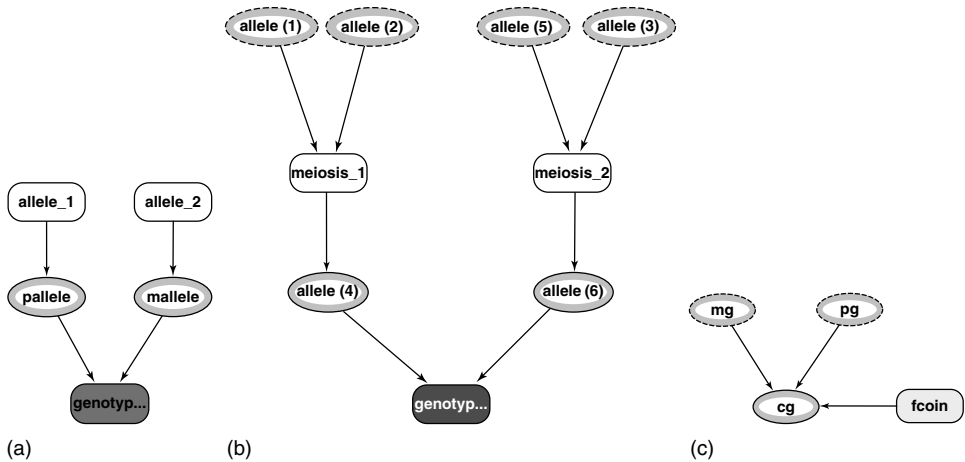 allele (1)
allele (2)
allele (5)
allele (3)
meiosis_1
meiosis_2
allele_1
allele_2
pallele
mallele
allele (4)
allele (6)
mg
pg
genotyp...
genotyp...
cg
fcoin
(a)
(b)
(c)